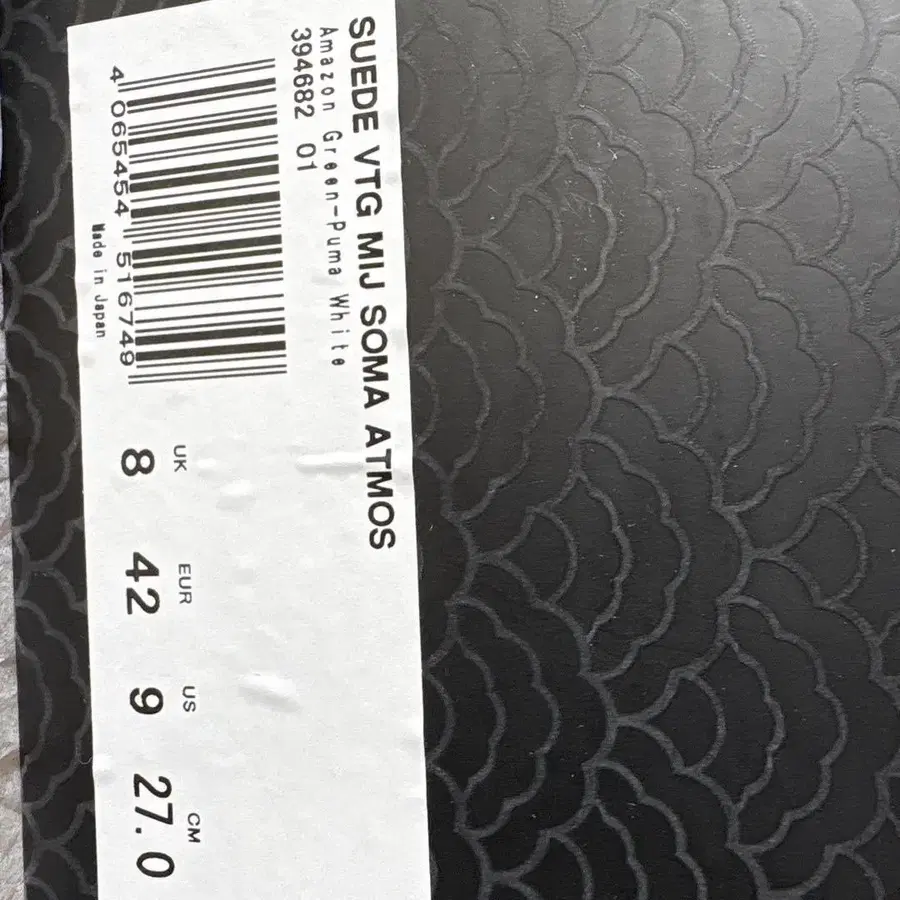 SUEDE VTG MIJ SOMA ATMOS
Amazon Green-Puma White
394682 01
4 065454 516749
Made in Japan
UK EUR US CM
8 42 9 27.0